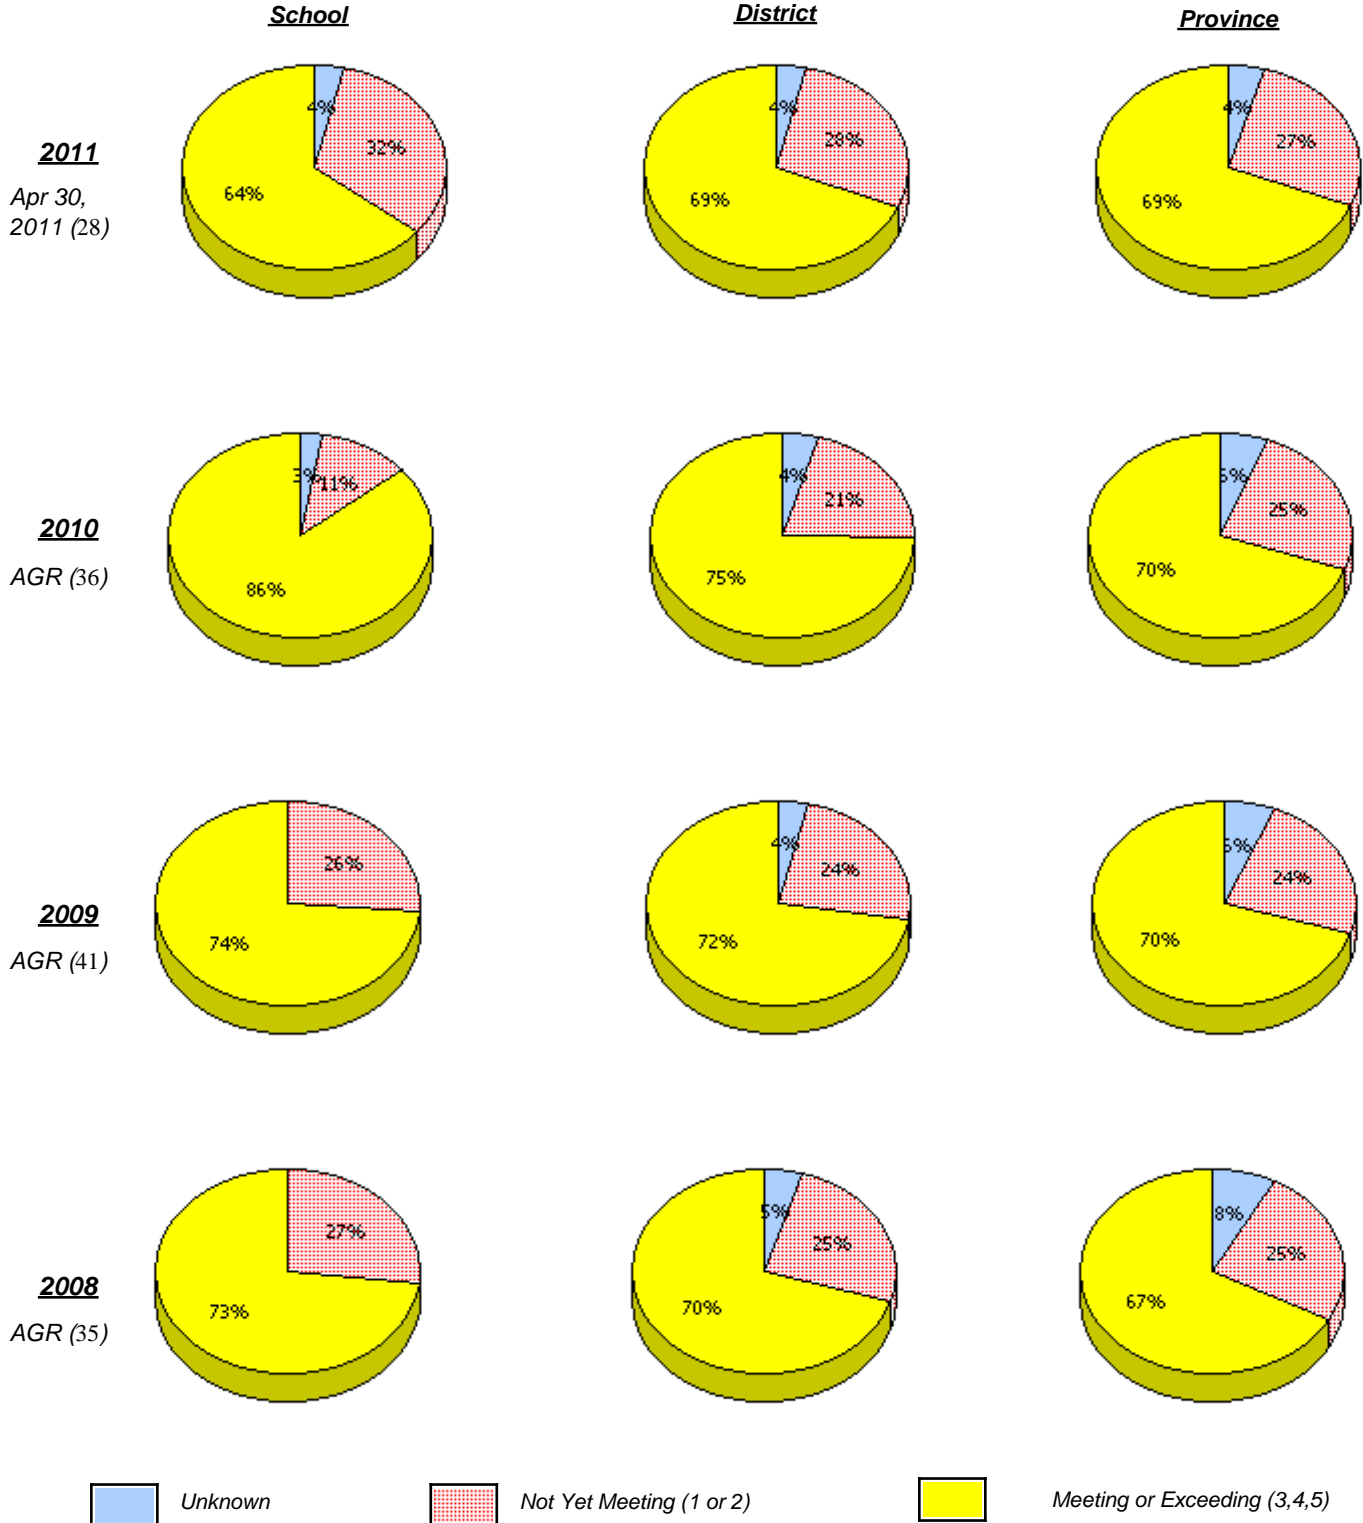 School District Province
4% 4% 4%
32% 28% 27%
2011
64% 69% 69%
Apr 30,
2011 (28)
3% 11% 4% 21% 25%
2010
AGR (36)
86% 75% 70%
26% 4% 24% 24%
2009
74% 72% 70%
AGR (41)
27% 5% 25% 8% 25%
2008
73% 70% 67%
AGR (35)
Unknown Not Yet Meeting (1 or 2) Meeting or Exceeding (3,4,5)